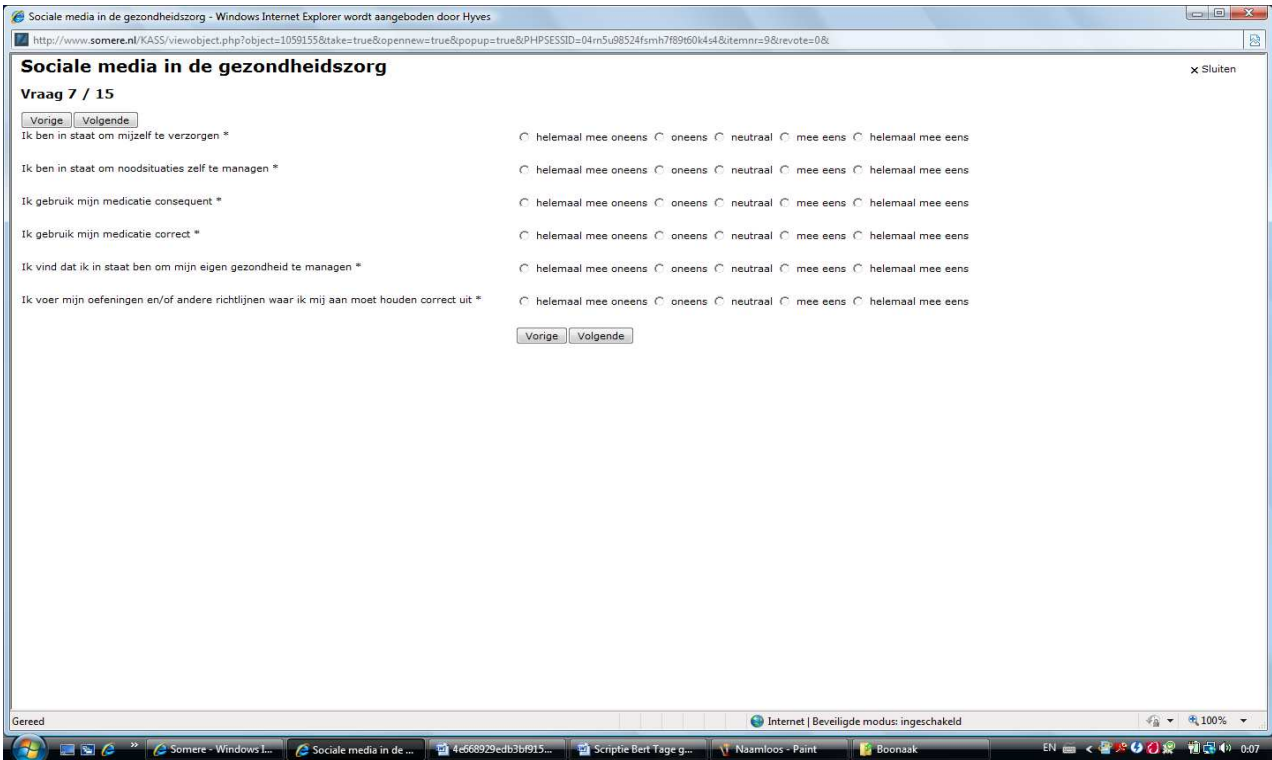 Sociale media in de gezondheidszorg - Windows Internet Explorer wordt aangeboden door Hyves
http://www.somere.nl/KASS/viewobject.php?object=1059155&take=true&opennew=true&popup=true&PHPSESSID=04rn5u98524fsmh7f89t60k4s4&itemnr=9&revote=0&
Sociale media in de gezondheidszorg
x Sluiten
Vraag 7 / 15
Vorige Volgende
Ik ben in staat om mijzelf te verzorgen * helemaal mee oneens oneens neutraal mee eens helemaal mee eens
Ik ben in staat om noodsituaties zelf te managen * helemaal mee oneens oneens neutraal mee eens helemaal mee eens
Ik gebruik mijn medicatie consequent * helemaal mee oneens oneens neutraal mee eens helemaal mee eens
Ik gebruik mijn medicatie correct * helemaal mee oneens oneens neutraal mee eens helemaal mee eens
Ik vind dat ik in staat ben om mijn eigen gezondheid te managen * helemaal mee oneens oneens neutraal mee eens helemaal mee eens
Ik voer mijn oefeningen en/of andere richtlijnen waar ik mij aan moet houden correct uit * helemaal mee oneens oneens neutraal mee eens helemaal mee eens
Vorige Volgende
Gereed Internet | Beveiligde modus: ingeschakeld 100%
Somere - Windows I... Sociale media in de ... 4e668929edb3bf915... Scriptie Bert Tage g... Naamloos - Paint Boonaak EN 0:07